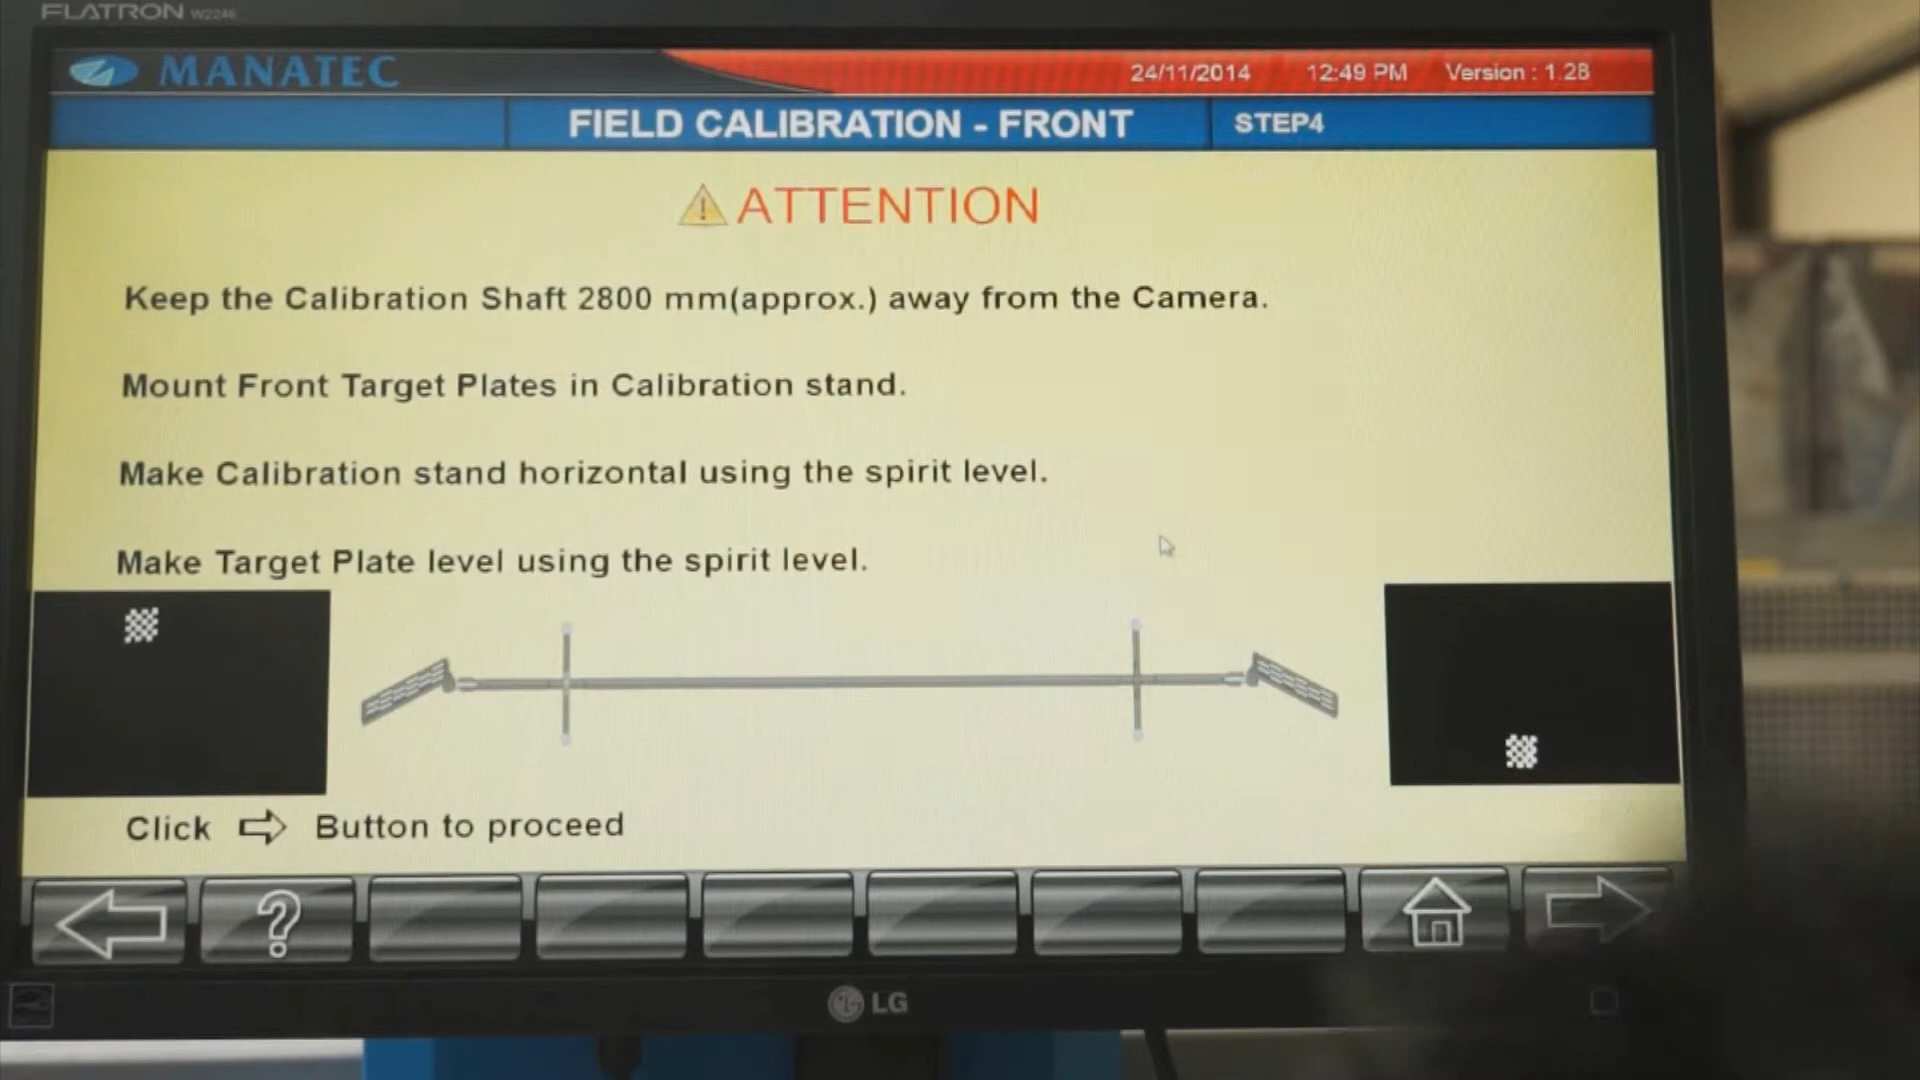 FLATRON W2246
MANATEC 24/11/2014 12:49 PM Version : 1.28
FIELD CALIBRATION - FRONT STEP4
ATTENTION
Keep the Calibration Shaft 2800 mm(approx.) away from the Camera.
Mount Front Target Plates in Calibration stand.
Make Calibration stand horizontal using the spirit level.
Make Target Plate level using the spirit level.
Click Button to proceed
?
LG